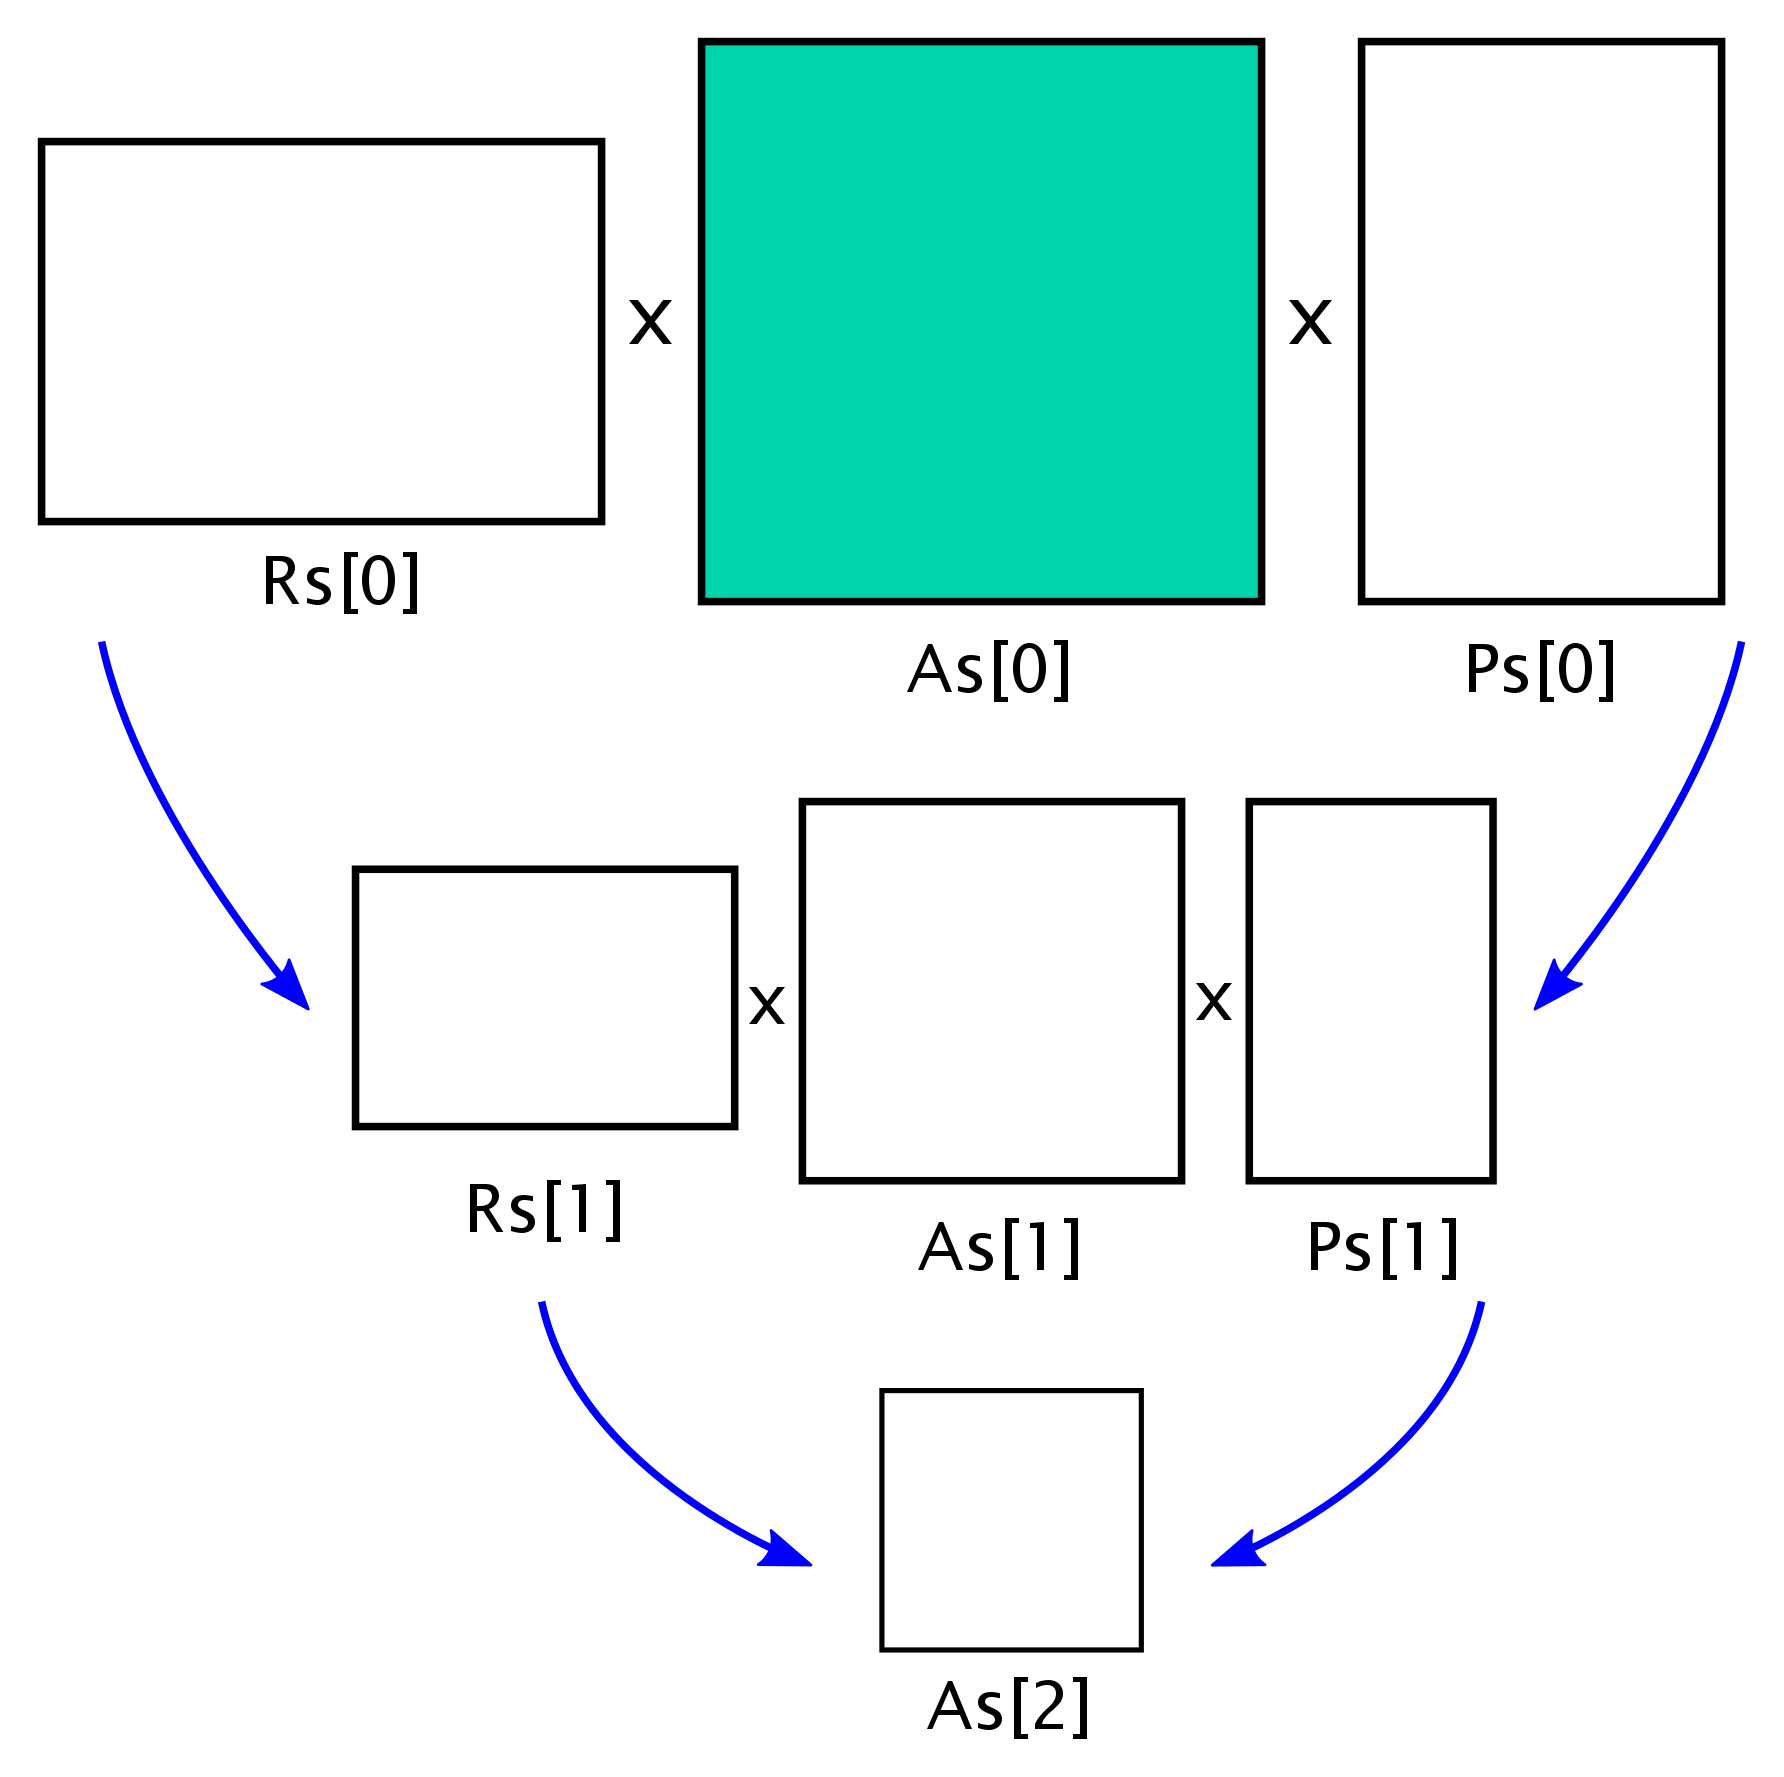 x x
Rs[0]
As[0] Ps[0]
x x
Rs[1]
As[1] Ps[1]
As[2]